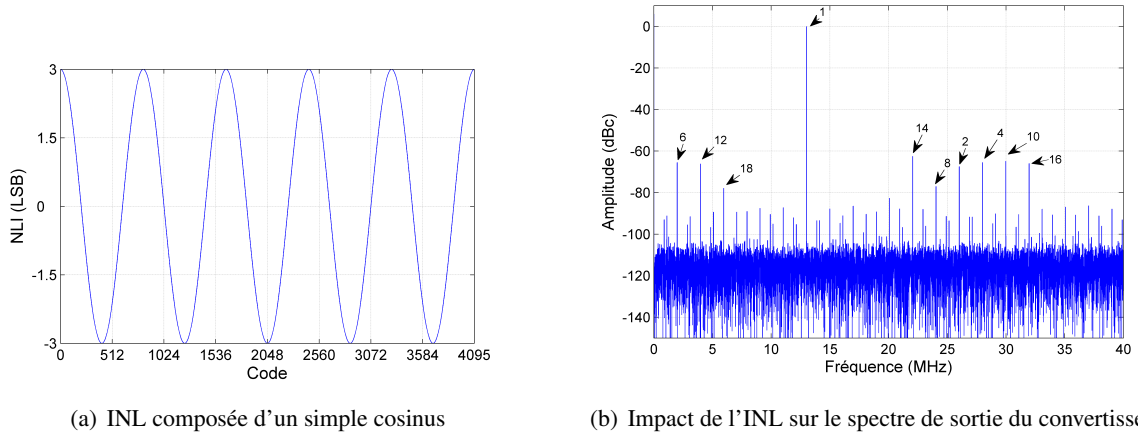 3
1.5
0
-1.5
-3
NLI (LSB)
0 512 1024 1536 2048 2560 3072 3584 4095
Code
(a) INL composée d'un simple cosinus
0
-20
-40
-60
-80
-100
-120
-140
Amplitude (dBc)
1
6
12
18
14
8
2
4
10
16
0 5 10 15 20 25 30 35 40
Fréquence (MHz)
(b) Impact de l'INL sur le spectre de sortie du convertisse